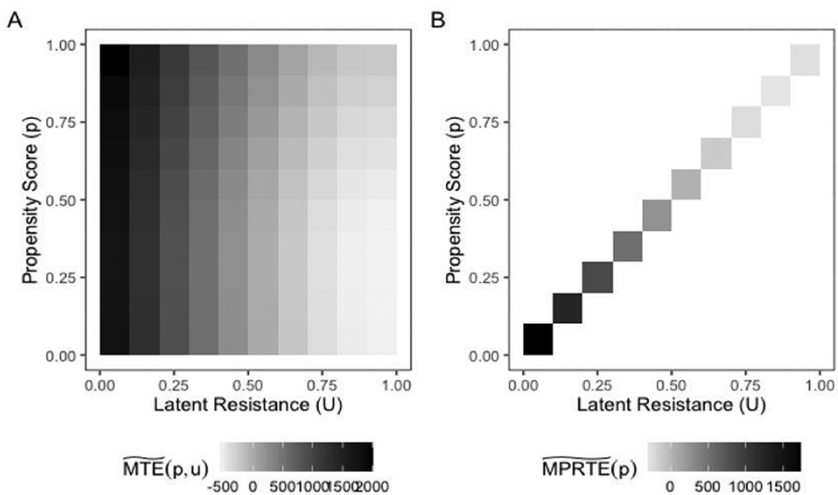 A
1.00
0.75
0.50
0.25
0.00
Propensity Score (p)
0.00 0.25 0.50 0.75 1.00
Latent Resistance (U)
MTE(p,u)
-500 0 500 1000 1500 2000
B
1.00
0.75
0.50
0.25
0.00
Propensity Score (p)
0.00 0.25 0.50 0.75 1.00
Latent Resistance (U)
MPRTE(p)
0 500 1000 1500